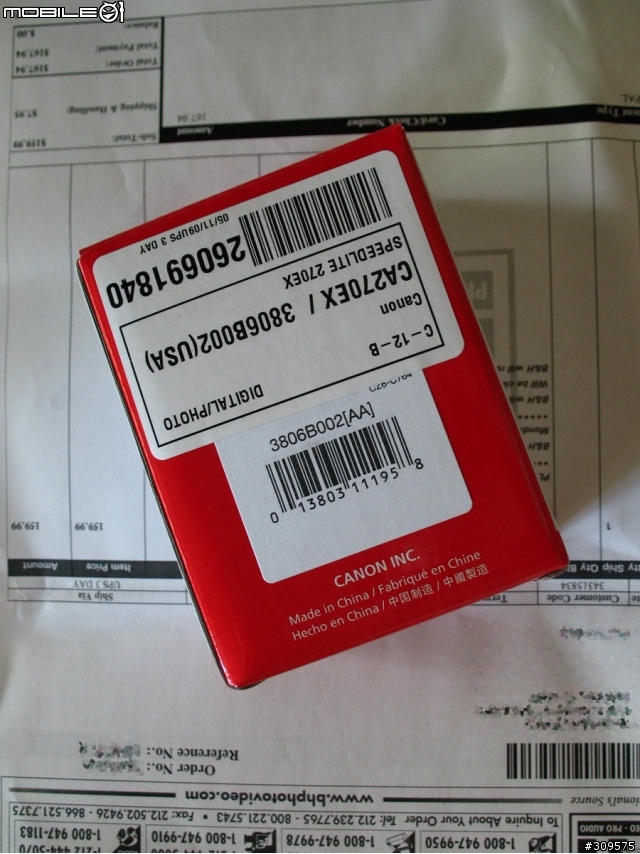 MOBILE01
Balance: $.00
Total Payment: $167.94
Total Order: $167.94
Shipping & Handling: $7.95
Sub-Total: $159.99
Amount
Card/Check Number
167.94
05/11/09UPS 3 DAY
260691840
C-12-B
Canon
CA270EX / 3806B002(USA)
SPEEDLITE 270EX
DIGITAL/PHOTO
3806B002[AA]
0 13803 11195 8
CANON INC.
Made in China / Fabriqué en Chine
Hecho en China / 中国制造 / 中國製造
B&H
1
159.99
159.99
Item Price
Amount
Ship Via
UPS 3 DAY
Customer Code
34315834
Order No.:
Reference No.:
www.bhphotovideo.com
To Inquire About Your Order Tel: 212.239.7765 • 800.221.5743 - Fax: 212.502.9426 - 866.521.7375
1-800 947-9950
1-800 947-9978
1-800 947-9910
1-800 947-1183
#309575